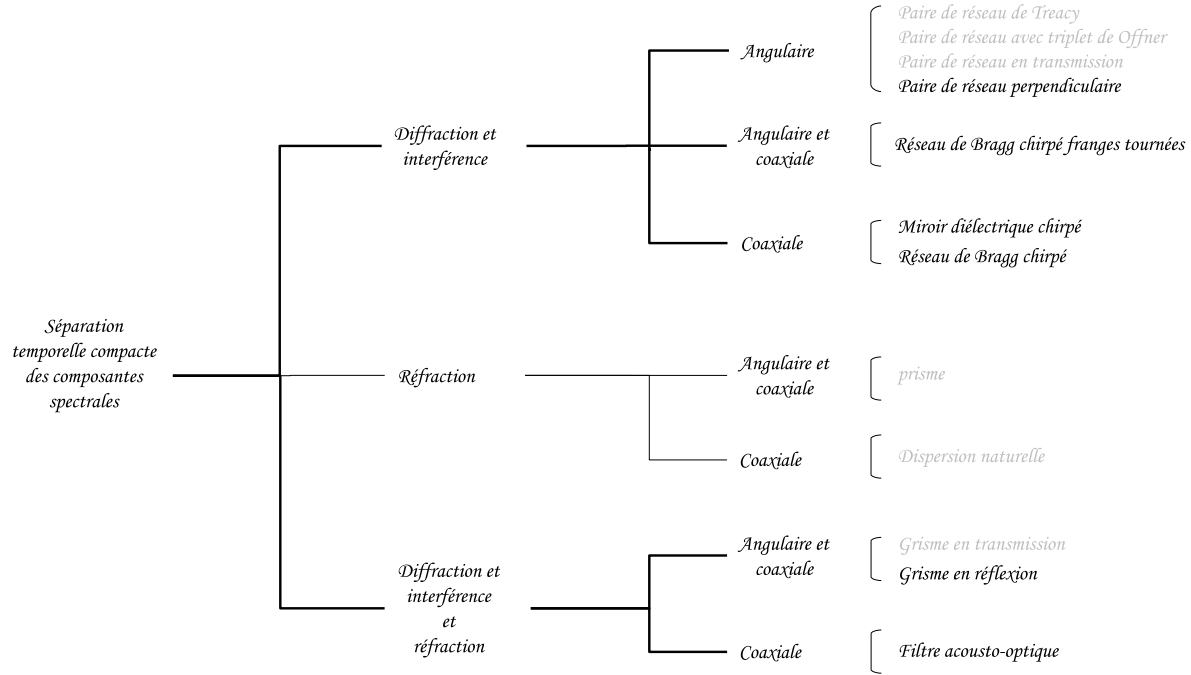 Séparation
temporelle compacte
des composantes
spectrales
Diffraction et
interférence
Angulaire
Paire de réseau de Treacy
Paire de réseau avec triplet de Offner
Paire de réseau en transmission
Paire de réseau perpendiculaire
Angulaire et
coaxiale
Réseau de Bragg chirpé franges tournées
Coaxiale
Miroir diélectrique chirpé
Réseau de Bragg chirpé
Réfraction
Angulaire et
coaxiale
prisme
Coaxiale
Dispersion naturelle
Diffraction et
interférence
et
réfraction
Angulaire et
coaxiale
Grisme en transmission
Grisme en réflexion
Coaxiale
Filtre acousto-optique